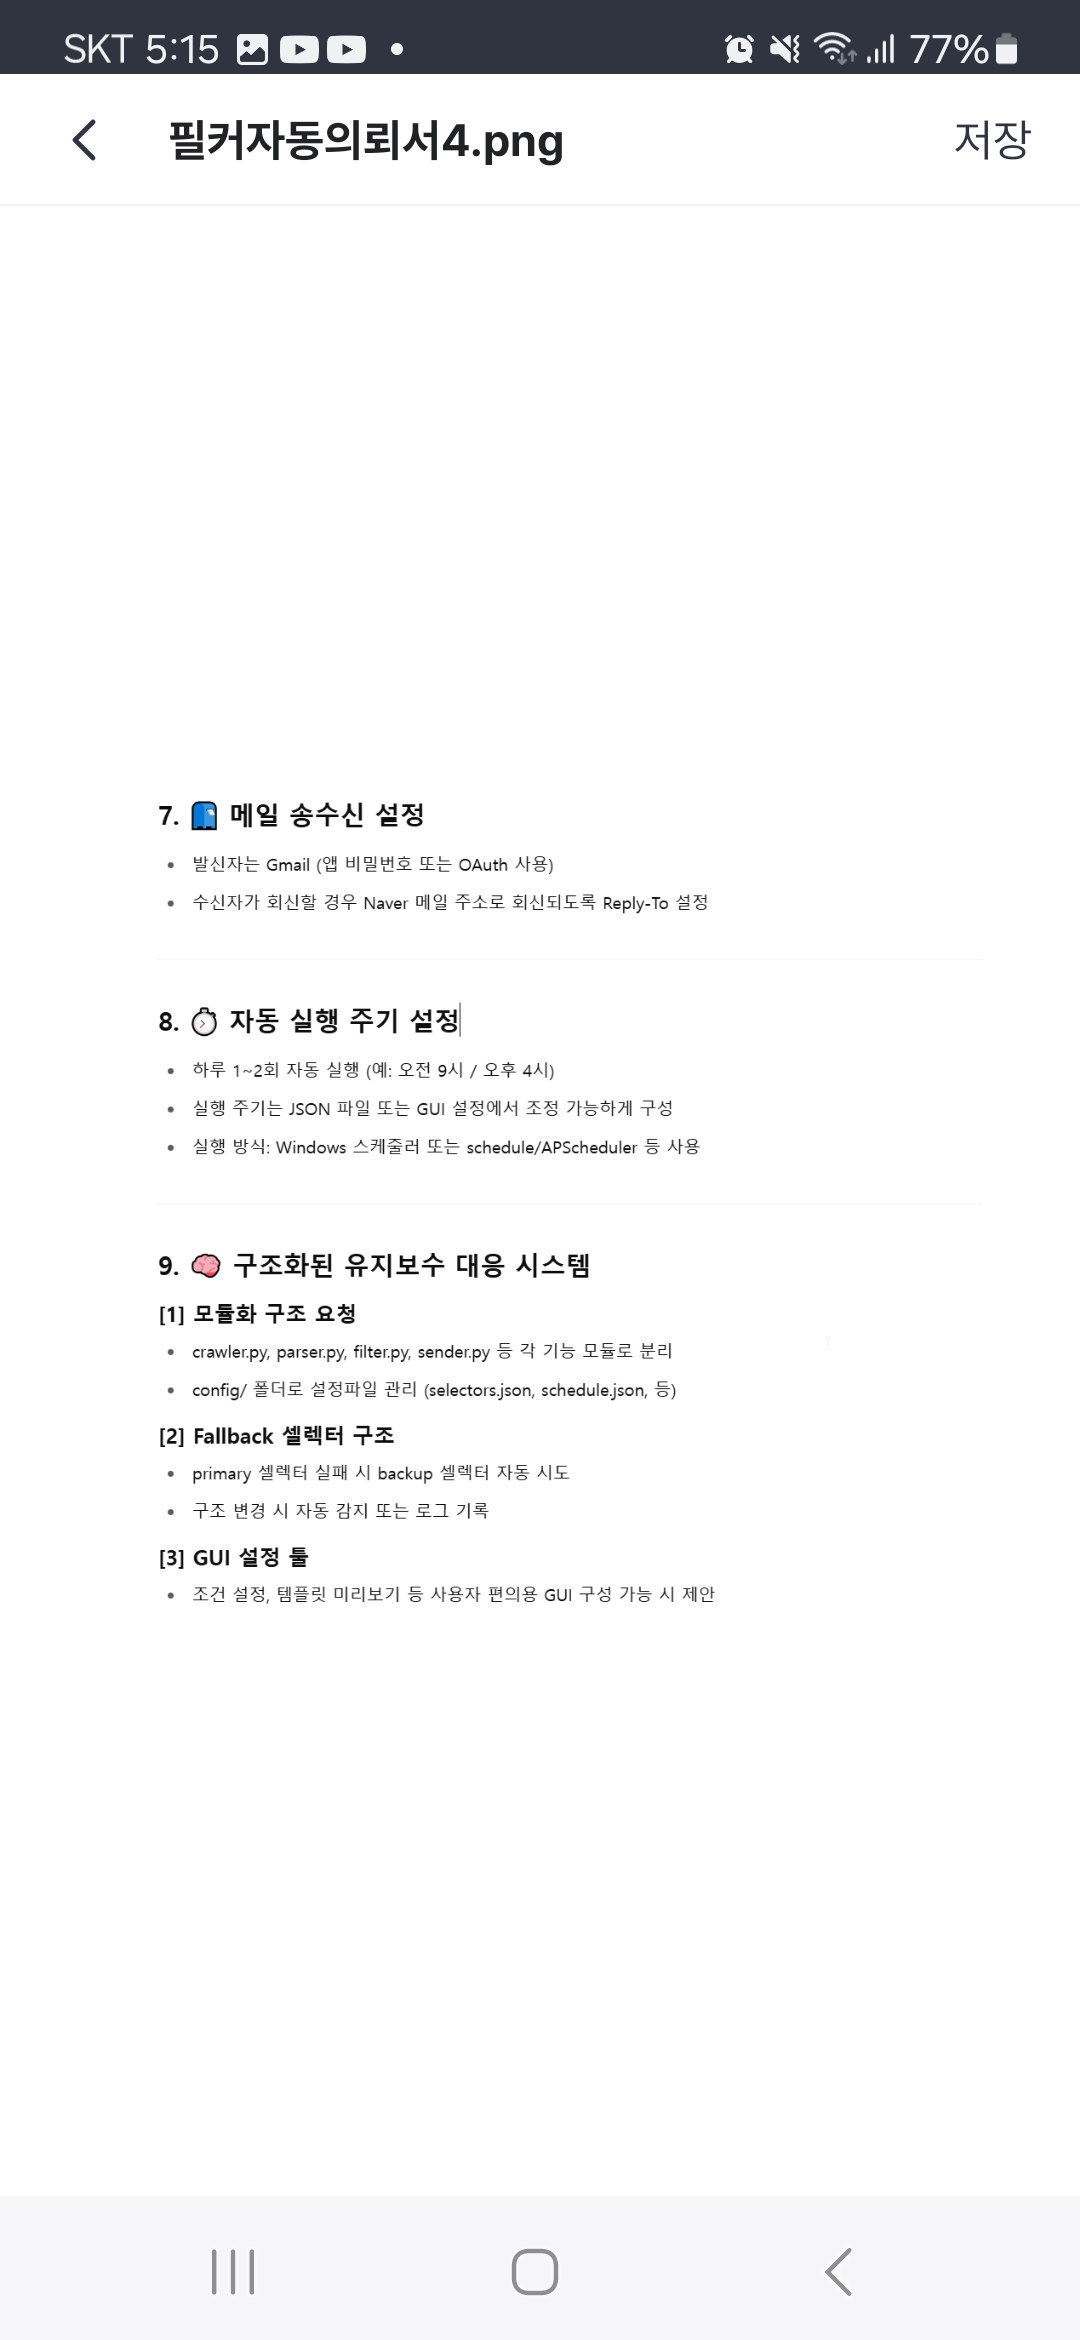 SKT 5:15 77%
필커자동의뢰서4.png 저장
7. 📘 메일 송수신 설정
• 발신자는 Gmail (앱 비밀번호 또는 OAuth 사용)
• 수신자가 회신할 경우 Naver 메일 주소로 회신되도록 Reply-To 설정
8. ⏱ 자동 실행 주기 설정
• 하루 1~2회 자동 실행 (예: 오전 9시 / 오후 4시)
• 실행 주기는 JSON 파일 또는 GUI 설정에서 조정 가능하게 구성
• 실행 방식: Windows 스케줄러 또는 schedule/APScheduler 등 사용
9. 🧠 구조화된 유지보수 대응 시스템
[1] 모듈화 구조 요청
• crawler.py, parser.py, filter.py, sender.py 등 각 기능 모듈로 분리
• config/ 폴더로 설정파일 관리 (selectors.json, schedule.json, 등)
[2] Fallback 셀렉터 구조
• primary 셀렉터 실패 시 backup 셀렉터 자동 시도
• 구조 변경 시 자동 감지 또는 로그 기록
[3] GUI 설정 툴
• 조건 설정, 템플릿 미리보기 등 사용자 편의용 GUI 구성 가능 시 제안